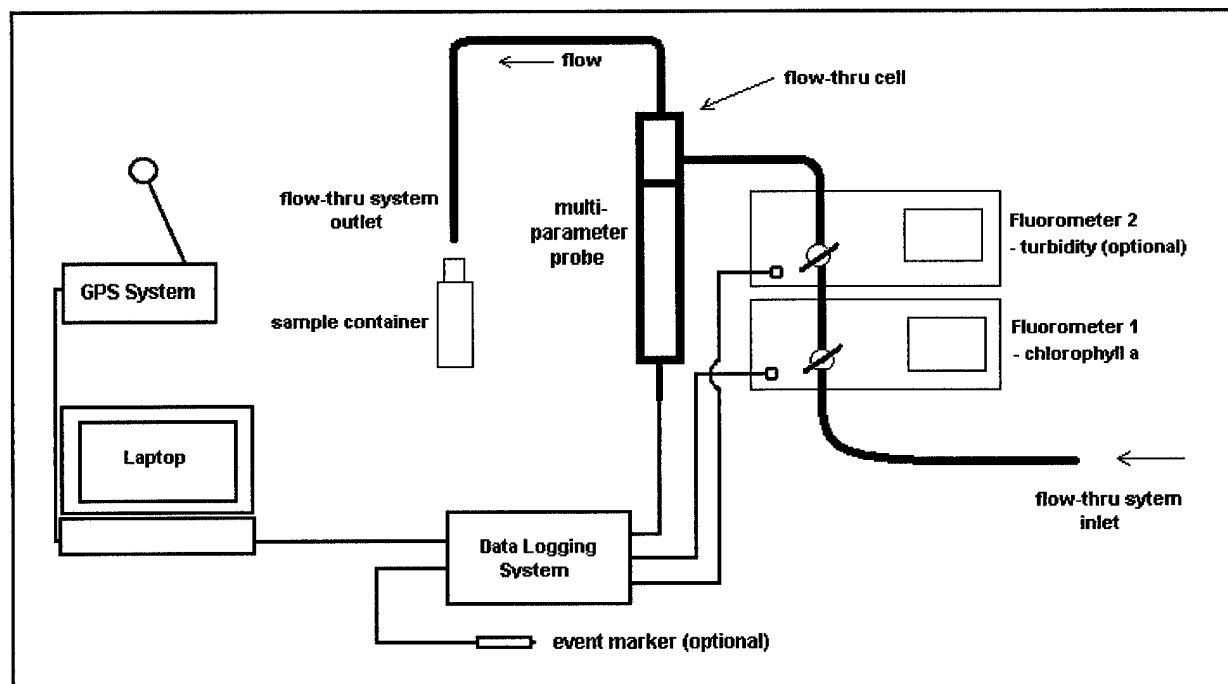 flow
flow-thru cell
flow-thru system
outlet
multi-
parameter
probe
Fluorometer 2
- turbidity (optional)
GPS System
sample container
Fluorometer 1
- chlorophyll a
Laptop
flow-thru sytem
inlet
Data Logging
System
event marker (optional)